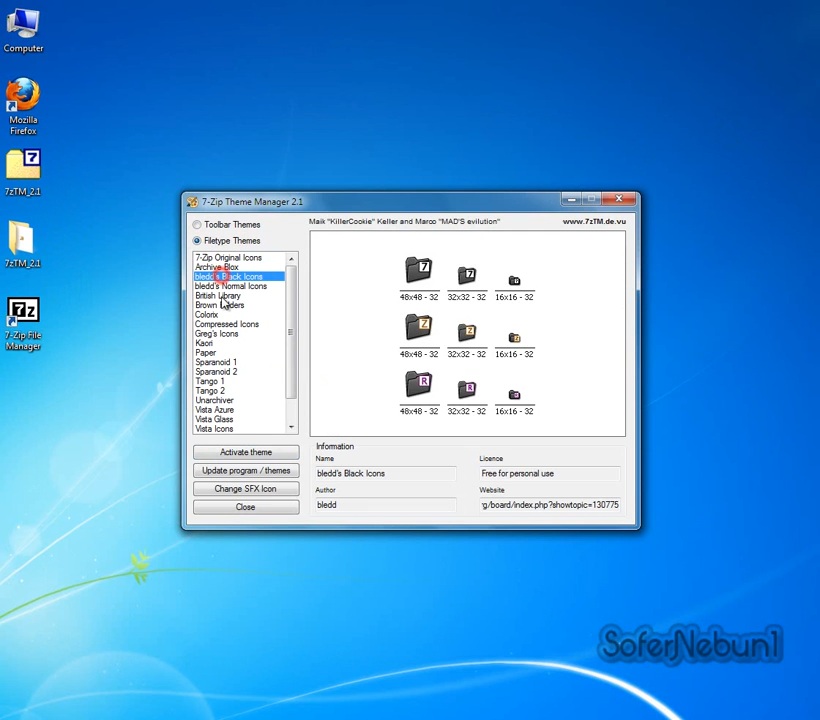 Computer
Mozilla
Firefox
7zTM_2.1
7zTM_2.1
7-Zip File
Manager
7-Zip Theme Manager 2.1
Toolbar Themes
Filetype Themes
Maik "KillerCookie" Keller and Marco "MAD'S evilution"
www.7zTM.de.vu
7-Zip Original Icons
Archive Blox
bledd's Black Icons
bledd's Normal Icons
British Library
Brown Folders
Colorix
Compressed Icons
Greg's Icons
Kaori
Paper
Sparanoid 1
Sparanoid 2
Tango 1
Tango 2
Unarchiver
Vista Azure
Vista Glass
Vista Icons
48x48 - 32 32x32 - 32 16x16 - 32
48x48 - 32 32x32 - 32 16x16 - 32
48x48 - 32 32x32 - 32 16x16 - 32
Activate theme
Update program / themes
Change SFX Icon
Close
Information
Name
bledd's Black Icons
Licence
Free for personal use
Author
bledd
Website
g/board/index.php?showtopic=130775
SoferNebun1